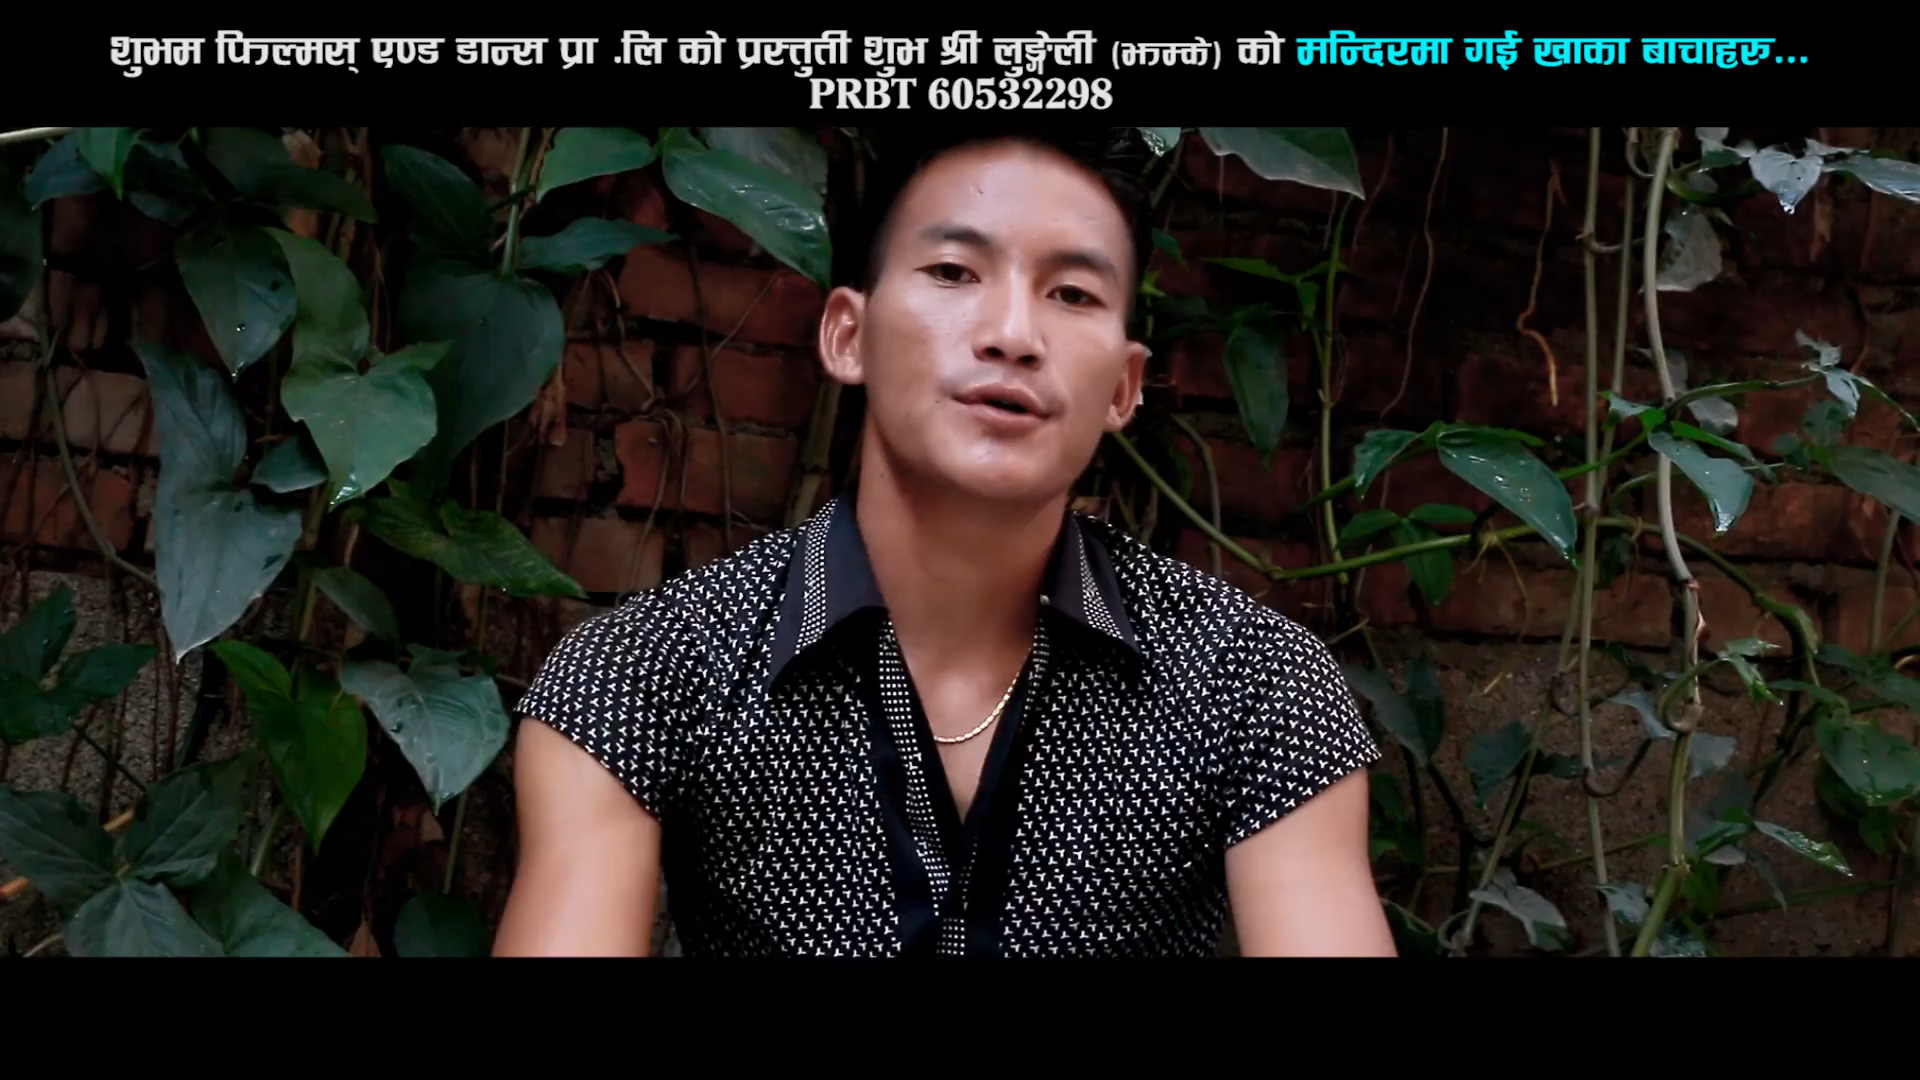 शुभम फिल्मस् एण्ड डान्स प्रा .लि को प्रस्तुती शुभ श्री लुङ्गेली (झम्के) को मन्दिरमा गई खाका बाचाहरु...
PRBT 60532298